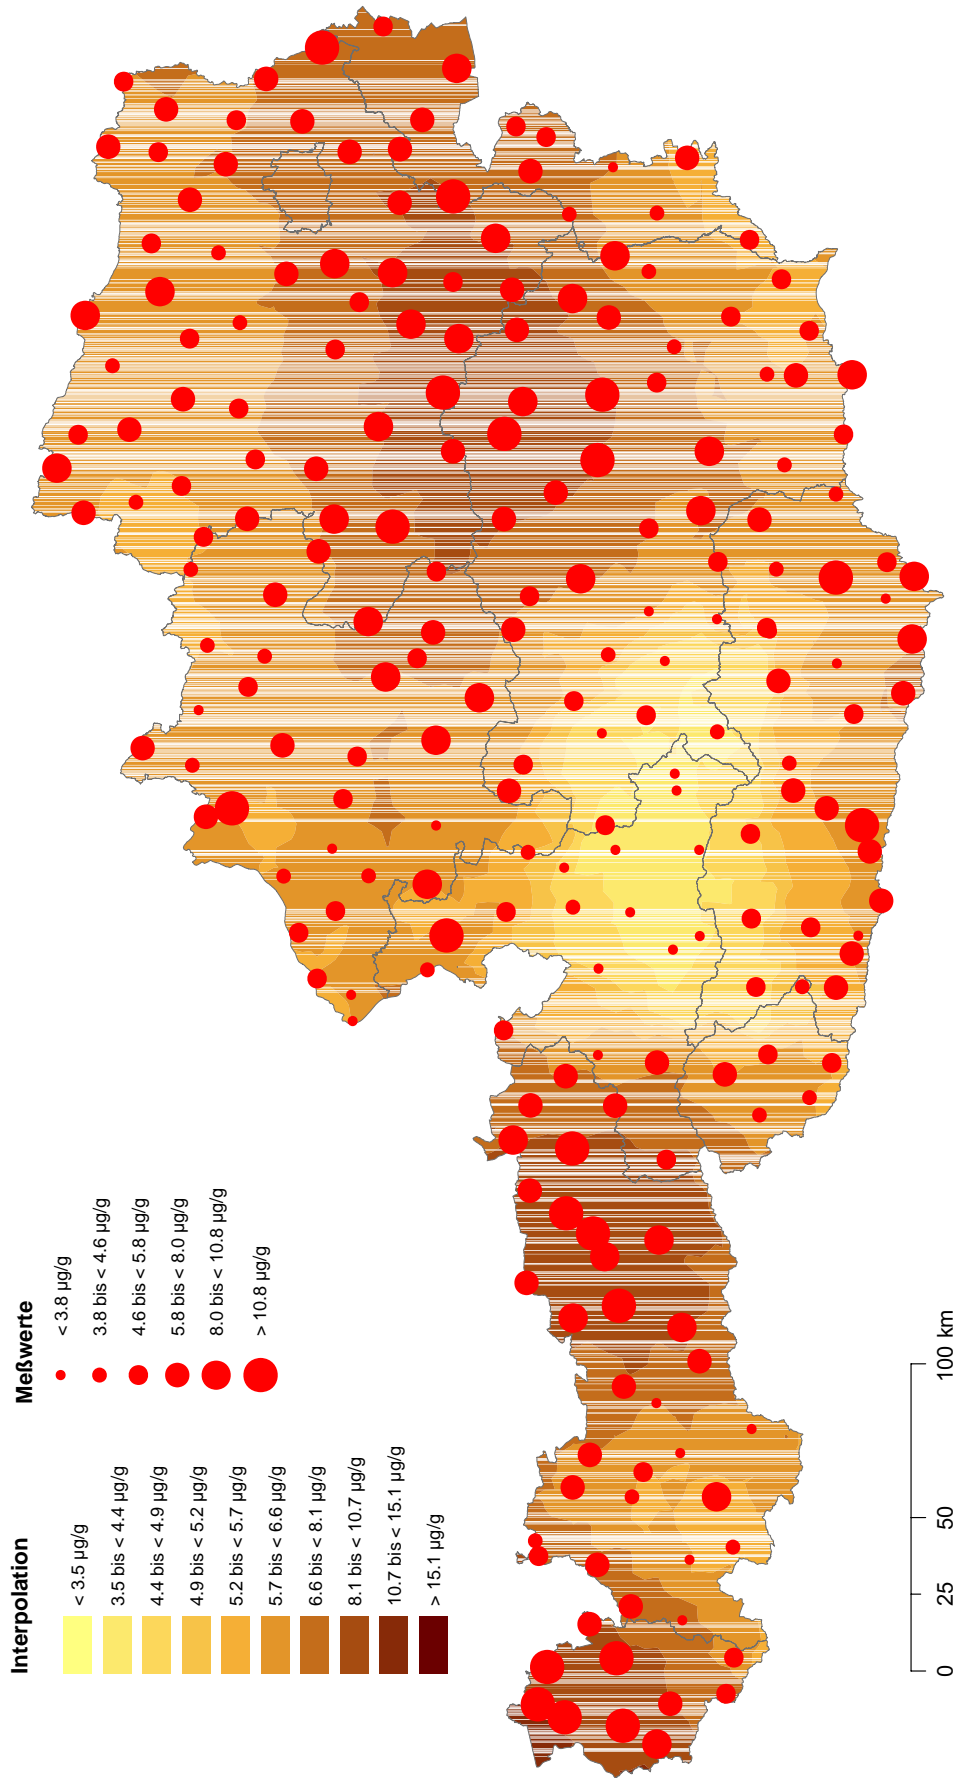 Interpolation
< 3.5 µg/g
3.5 bis < 4.4 µg/g
4.4 bis < 4.9 µg/g
4.9 bis < 5.2 µg/g
5.2 bis < 5.7 µg/g
5.7 bis < 6.6 µg/g
6.6 bis < 8.1 µg/g
8.1 bis < 10.7 µg/g
10.7 bis < 15.1 µg/g
> 15.1 µg/g
Meßwerte
< 3.8 µg/g
3.8 bis < 4.6 µg/g
4.6 bis < 5.8 µg/g
5.8 bis < 8.0 µg/g
8.0 bis < 10.8 µg/g
> 10.8 µg/g
0 25 50 100 km